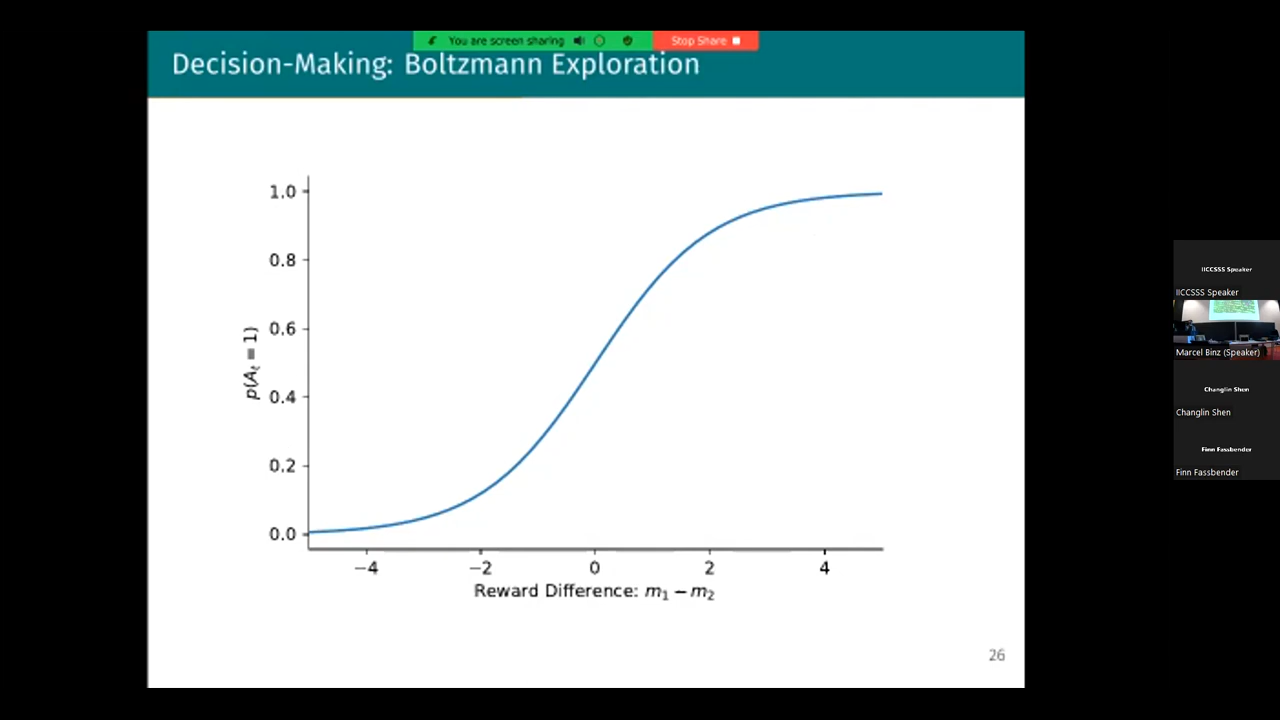 You are screen sharing
Stop Share
Decision-Making: Boltzmann Exploration
1.0
0.8
0.6
0.4
0.2
0.0
p(Aₜ = 1)
−4 −2 0 2 4
Reward Difference: m₁ − m₂
26
IICCSSS Speaker
IICCSSS Speaker
Marcel Binz (Speaker)
Changlin Shen
Changlin Shen
Finn Fassbender
Finn Fassbender